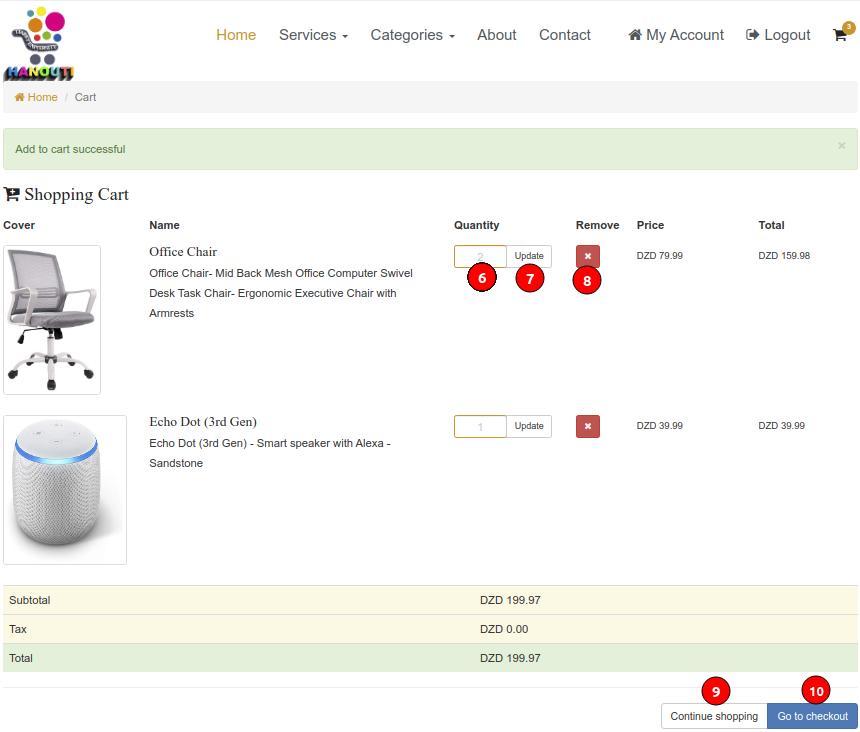 HANOUTI
Home Services Categories About Contact My Account Logout 3
Home / Cart
Add to cart successful ×
Shopping Cart
Cover Name Quantity Remove Price Total
Office Chair
2 Update DZD 79.99 DZD 159.98
Office Chair- Mid Back Mesh Office Computer Swivel
Desk Task Chair- Ergonomic Executive Chair with
Armrests
6 7 8
Echo Dot (3rd Gen)
1 Update DZD 39.99 DZD 39.99
Echo Dot (3rd Gen) - Smart speaker with Alexa -
Sandstone
Subtotal DZD 199.97
Tax DZD 0.00
Total DZD 199.97
9 10
Continue shopping Go to checkout